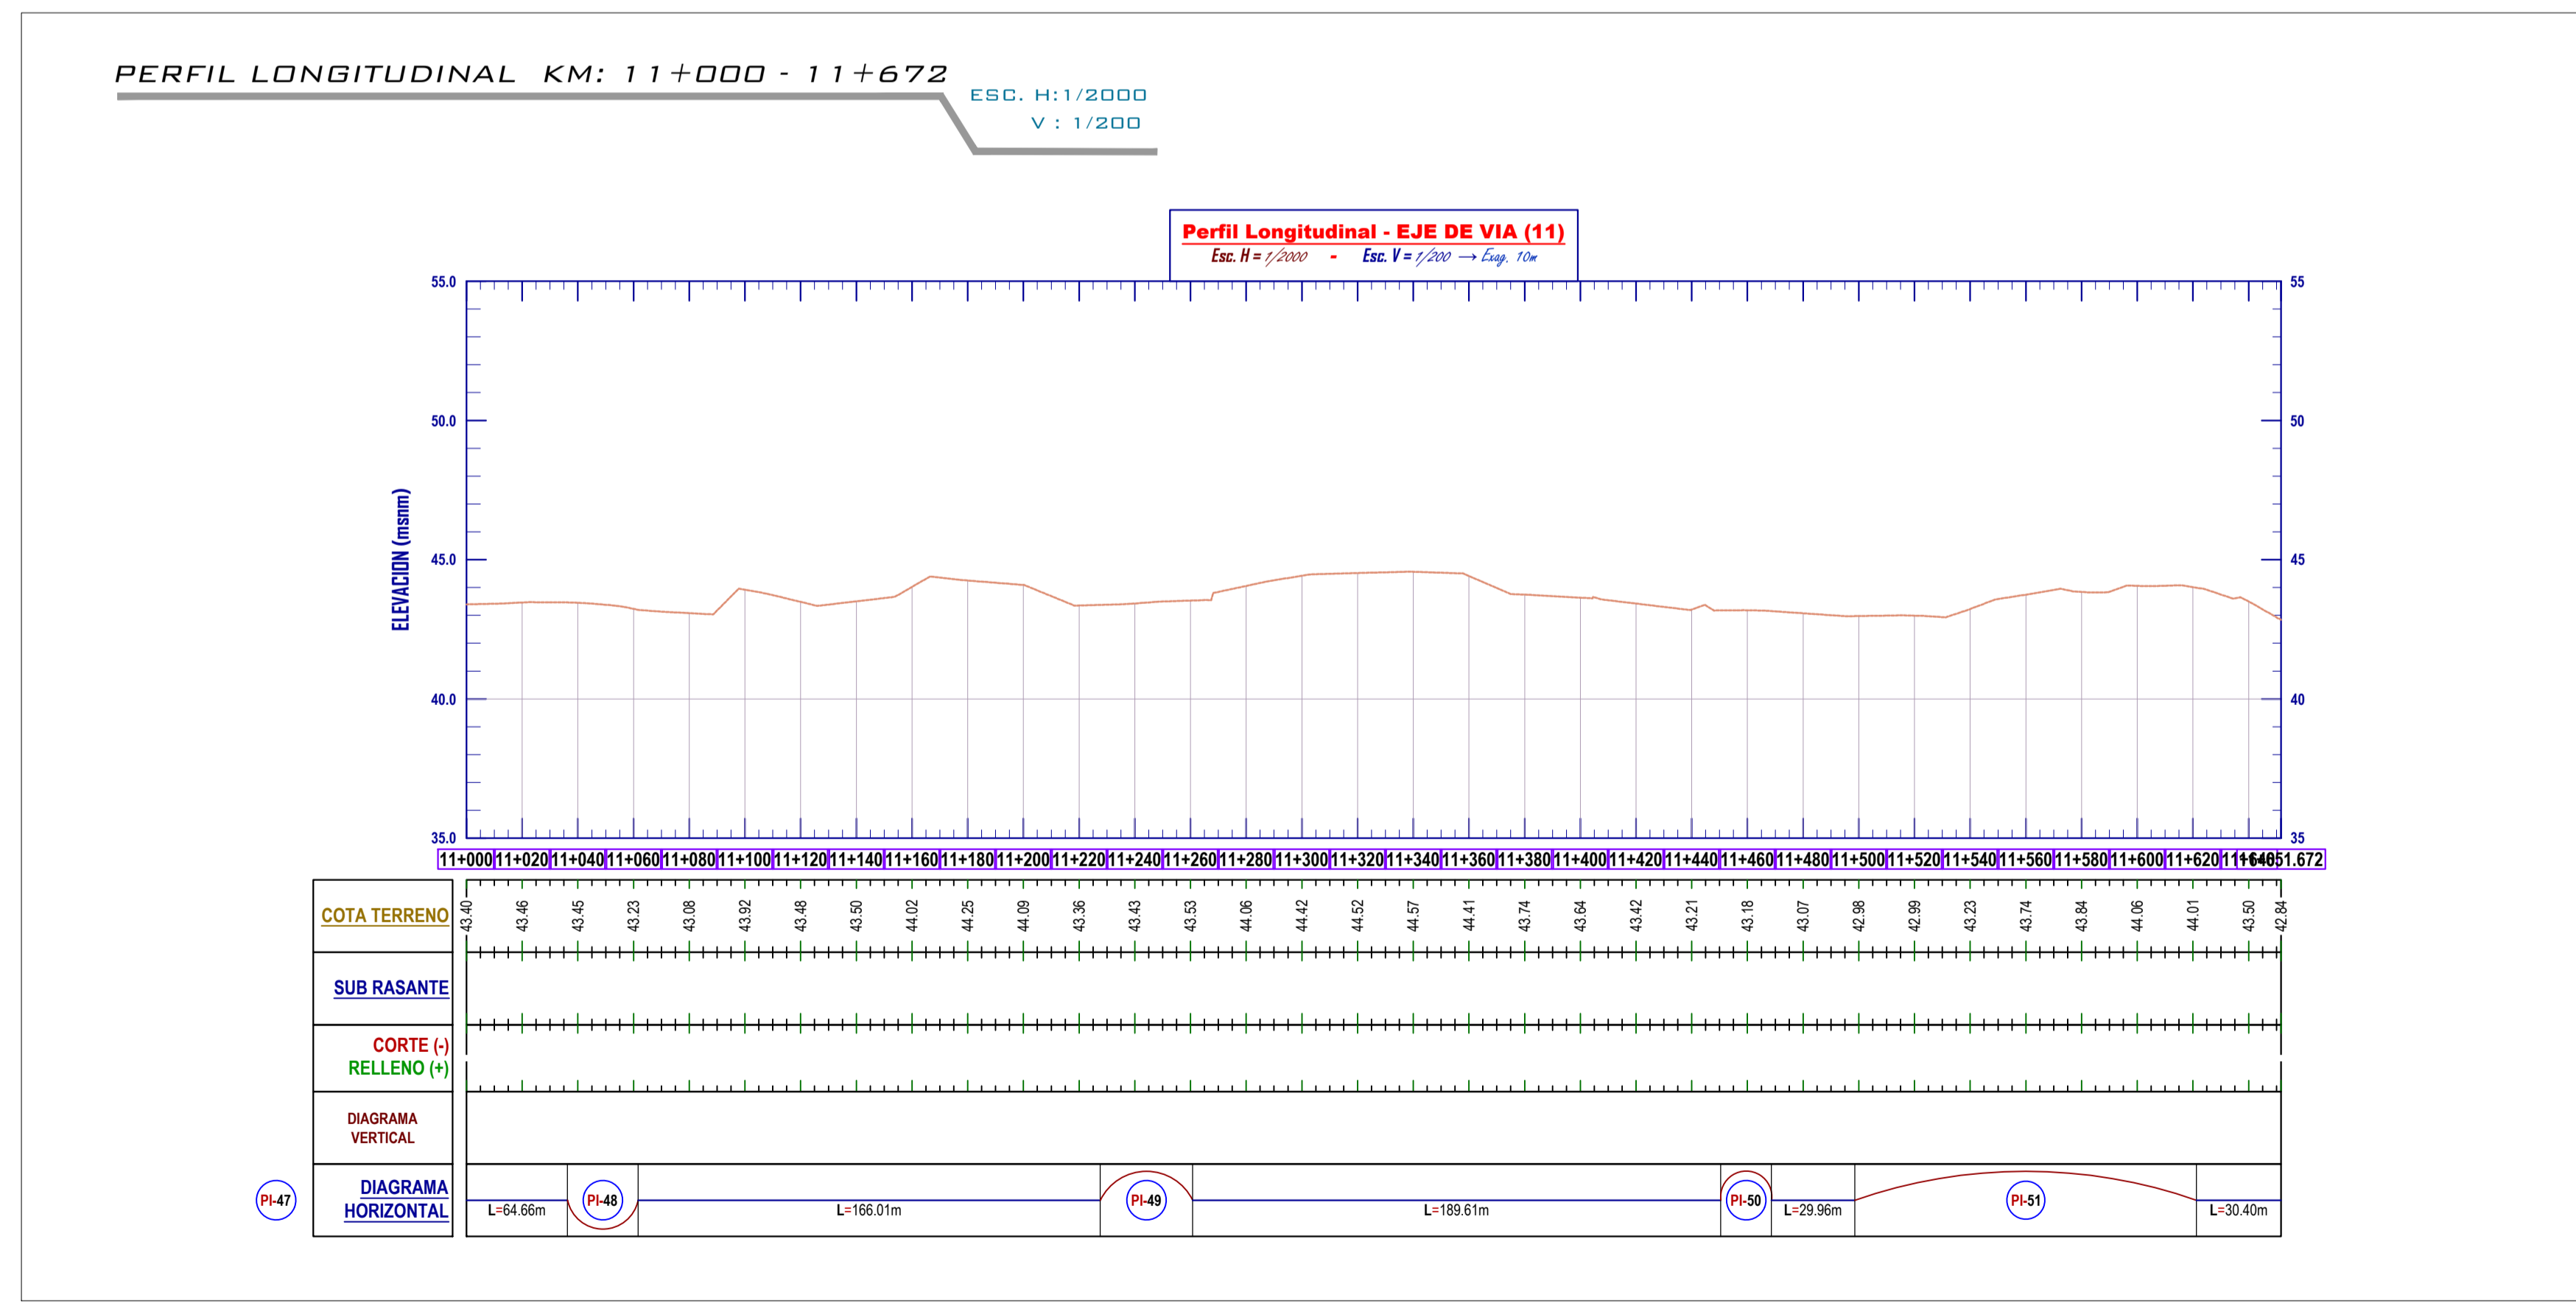 PERFIL LONGITUDINAL KM: 11+000 - 11+672
ESC. H:1/2000
V : 1/200
Perfil Longitudinal - EJE DE VIA (11)
Esc. H = 1/2000 - Esc. V = 1/200 → Exag. 10m
55.0 55
50.0 50
45.0 45
40.0 40
35.0 35
ELEVACION (msnm)
11+000 11+020 11+040 11+060 11+080 11+100 11+120 11+140 11+160 11+180 11+200 11+220 11+240 11+260 11+280 11+300 11+320 11+340 11+360 11+380 11+400 11+420 11+440 11+460 11+480 11+500 11+520 11+540 11+560 11+580 11+600 11+620 11+640 11+651.672
COTA TERRENO 43.40 43.46 43.45 43.23 43.08 43.92 43.48 43.50 44.02 44.25 44.09 43.36 43.43 43.53 44.06 44.42 44.52 44.57 44.41 43.74 43.64 43.42 43.21 43.18 43.07 42.98 42.99 43.23 43.74 43.84 44.06 44.01 43.50 42.84
SUB RASANTE
CORTE (-)
RELLENO (+)
DIAGRAMA
VERTICAL
DIAGRAMA
HORIZONTAL
PI-47 PI-48 PI-49 PI-50 PI-51
L=64.66m L=166.01m L=189.61m L=29.96m L=30.40m